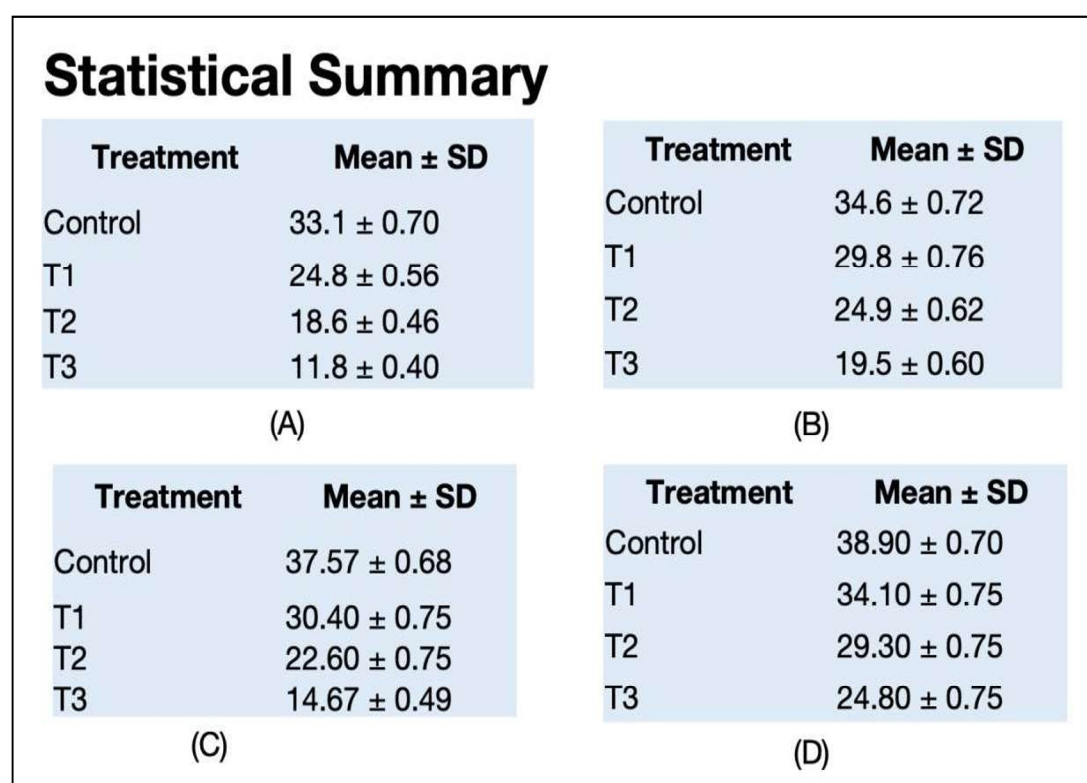 Statistical Summary
Treatment Mean ± SD
Control 33.1 ± 0.70
T1 24.8 ± 0.56
T2 18.6 ± 0.46
T3 11.8 ± 0.40
(A)
Treatment Mean ± SD
Control 34.6 ± 0.72
T1 29.8 ± 0.76
T2 24.9 ± 0.62
T3 19.5 ± 0.60
(B)
Treatment Mean ± SD
Control 37.57 ± 0.68
T1 30.40 ± 0.75
T2 22.60 ± 0.75
T3 14.67 ± 0.49
(C)
Treatment Mean ± SD
Control 38.90 ± 0.70
T1 34.10 ± 0.75
T2 29.30 ± 0.75
T3 24.80 ± 0.75
(D)